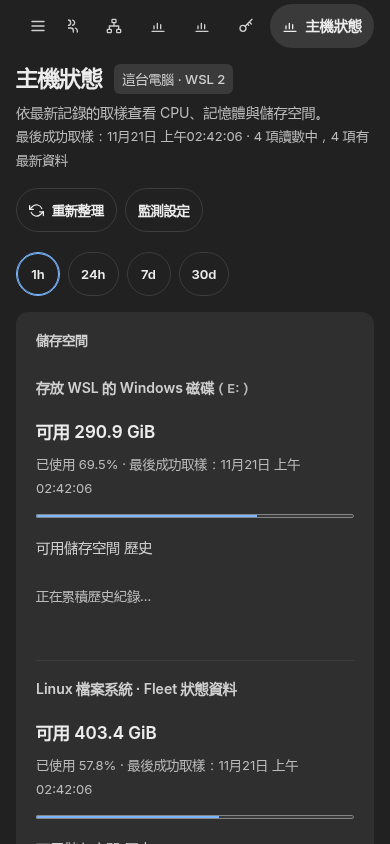 主機狀態
主機狀態
這台電腦 · WSL 2
依最新記錄的取樣查看 CPU、記憶體與儲存空間。
最後成功取樣：11月21日 上午02:42:06 · 4 項讀數中，4 項有
最新資料
重新整理
監測設定
1h
24h
7d
30d
儲存空間
存放 WSL 的 Windows 磁碟（E:）
可用 290.9 GiB
已使用 69.5% · 最後成功取樣：11月21日 上午
02:42:06
可用儲存空間 歷史
正在累積歷史紀錄...
Linux 檔案系統 · Fleet 狀態資料
可用 403.4 GiB
已使用 57.8% · 最後成功取樣：11月21日 上午
02:42:06